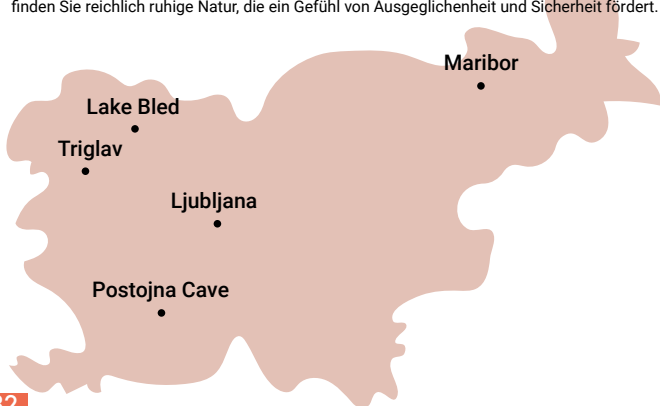 finden Sie reichlich ruhige Natur, die ein Gefühl von Ausgeglichenheit und Sicherheit fördert.
Maribor
Lake Bled
Triglav
Ljubljana
Postojna Cave